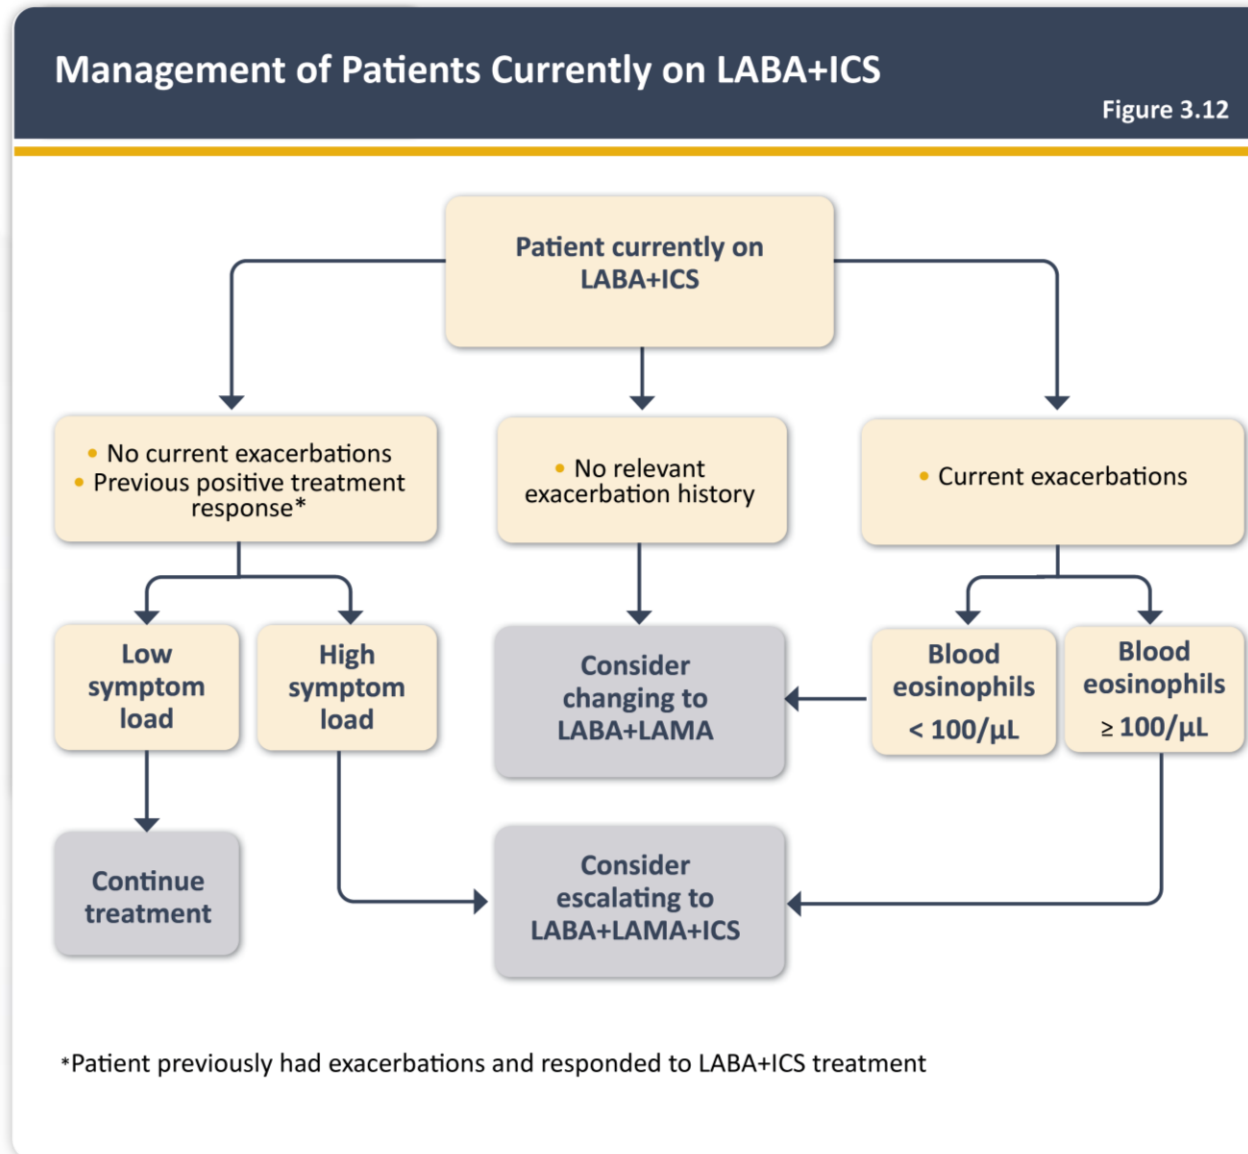 Management of Patients Currently on LABA+ICS
Figure 3.12
Patient currently on
LABA+ICS
• No current exacerbations
• Previous positive treatment
response*
• No relevant
exacerbation history
• Current exacerbations
Low
symptom
load
High
symptom
load
Consider
changing to
LABA+LAMA
Blood
eosinophils
< 100/µL
Blood
eosinophils
≥ 100/µL
Continue
treatment
Consider
escalating to
LABA+LAMA+ICS
*Patient previously had exacerbations and responded to LABA+ICS treatment